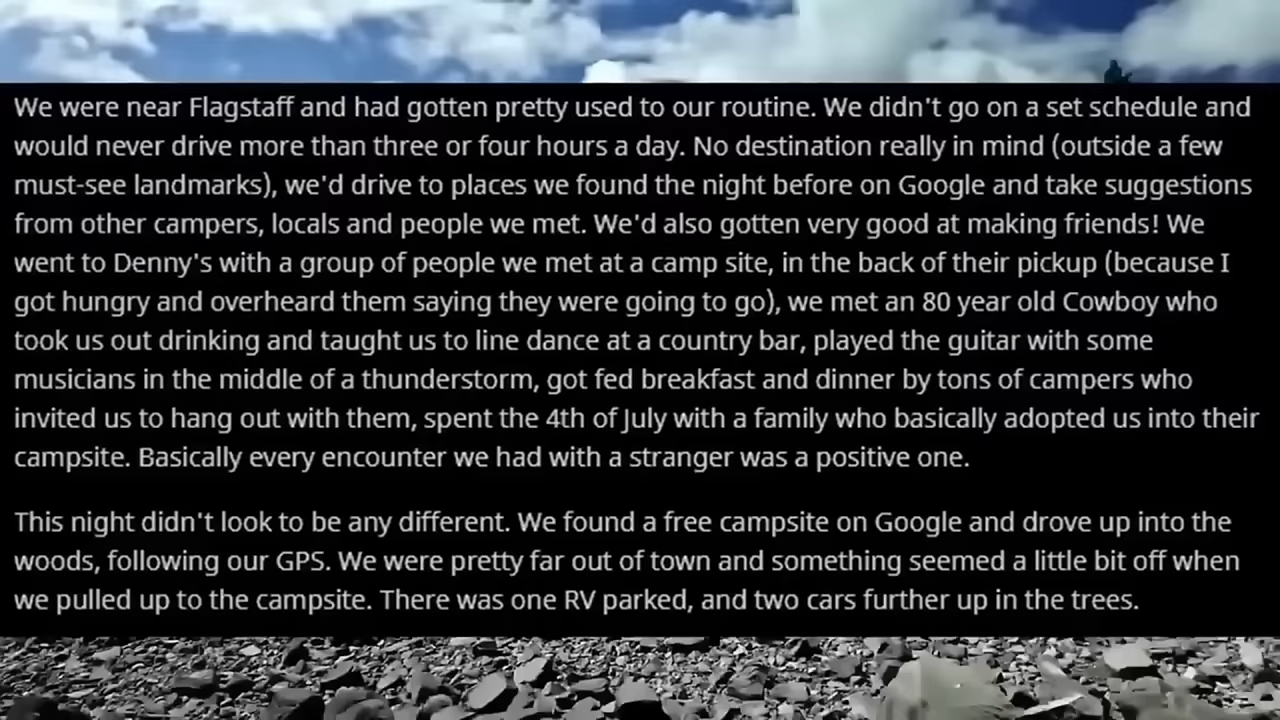 We were near Flagstaff and had gotten pretty used to our routine. We didn't go on a set schedule and
would never drive more than three or four hours a day. No destination really in mind (outside a few
must-see landmarks), we'd drive to places we found the night before on Google and take suggestions
from other campers, locals and people we met. We'd also gotten very good at making friends! We
went to Denny's with a group of people we met at a camp site, in the back of their pickup (because I
got hungry and overheard them saying they were going to go), we met an 80 year old Cowboy who
took us out drinking and taught us to line dance at a country bar, played the guitar with some
musicians in the middle of a thunderstorm, got fed breakfast and dinner by tons of campers who
invited us to hang out with them, spent the 4th of July with a family who basically adopted us into their
campsite. Basically every encounter we had with a stranger was a positive one.
This night didn't look to be any different. We found a free campsite on Google and drove up into the
woods, following our GPS. We were pretty far out of town and something seemed a little bit off when
we pulled up to the campsite. There was one RV parked, and two cars further up in the trees.